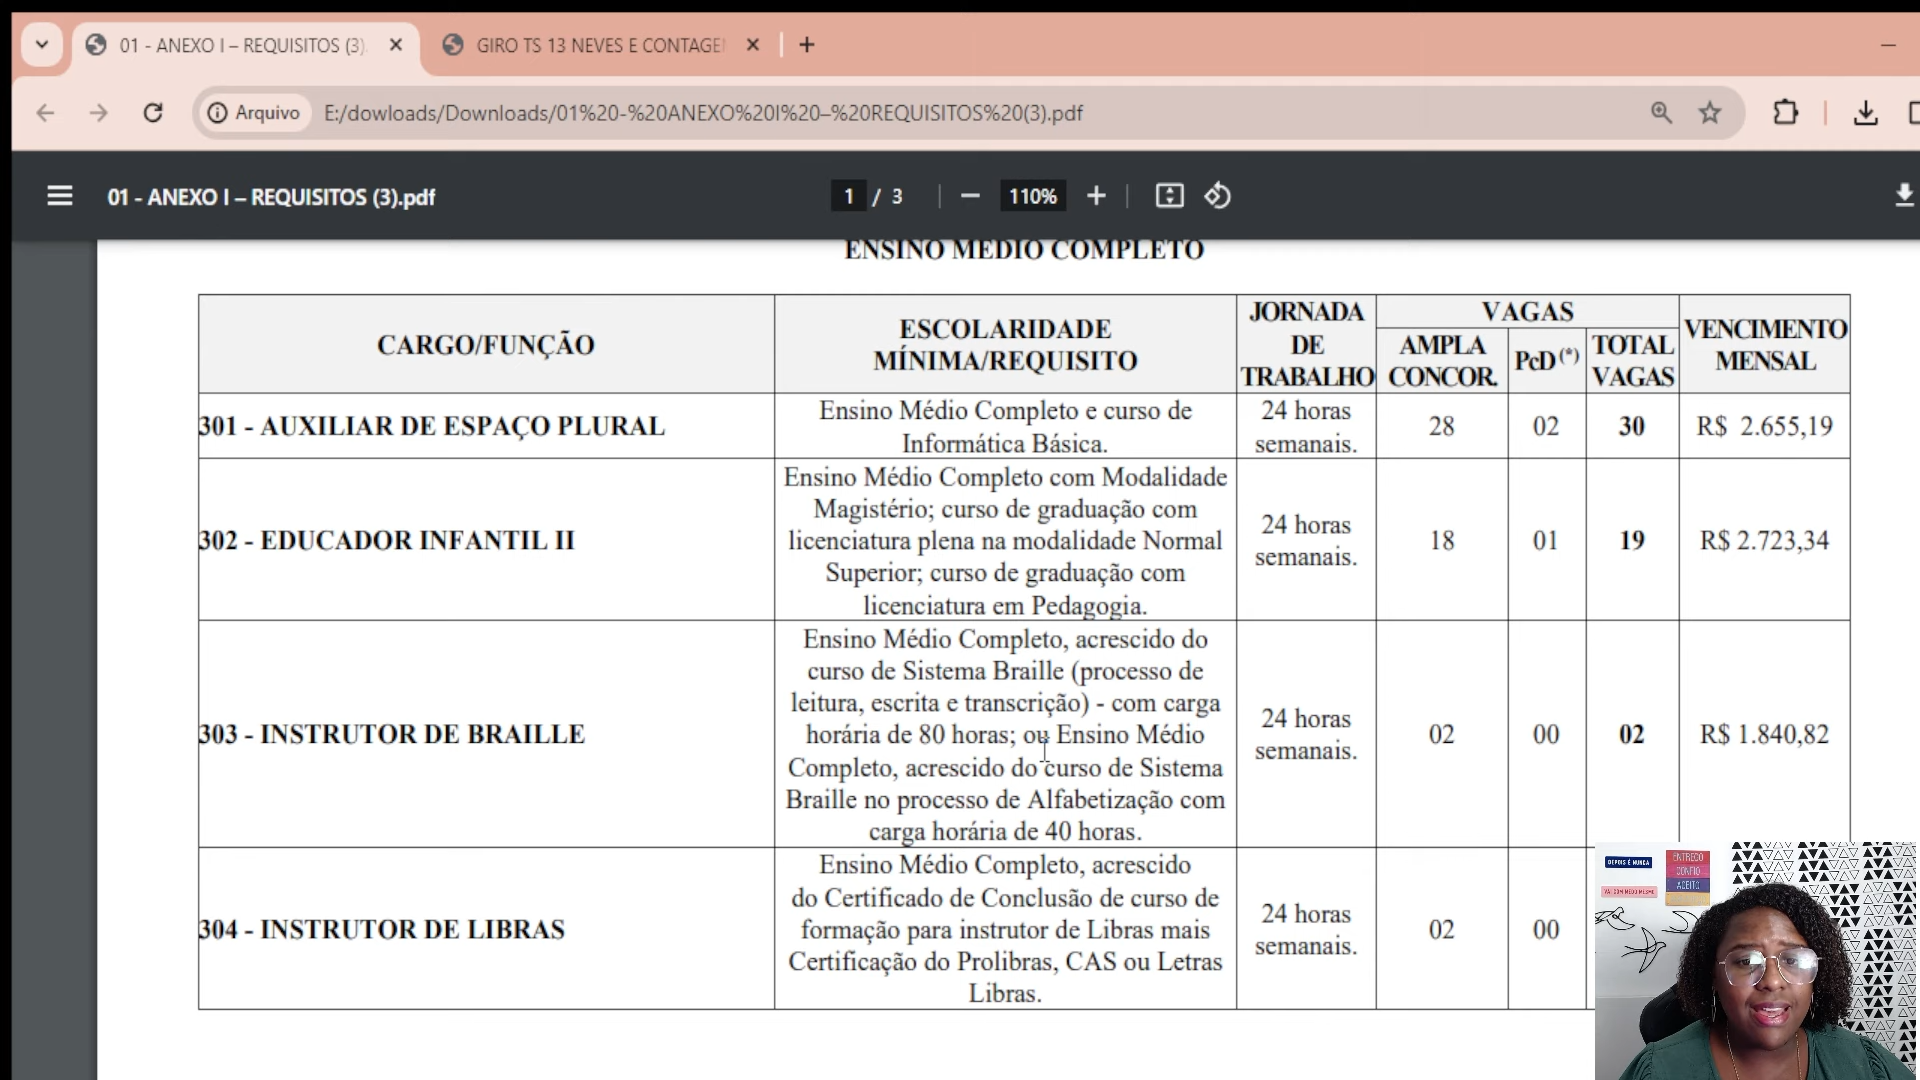 01 - ANEXO I – REQUISITOS (3).
GIRO TS 13 NEVES E CONTAGE
Arquivo
E:/dowloads/Downloads/01%20-%20ANEXO%20I%20–%20REQUISITOS%20(3).pdf
01 - ANEXO I – REQUISITOS (3).pdf
1 / 3
110%
ENSINO MÉDIO COMPLETO
CARGO/FUNÇÃO
ESCOLARIDADE
MÍNIMA/REQUISITO
JORNADA
DE
TRABALHO
VAGAS
AMPLA
CONCOR.
PcD(*)
TOTAL
VAGAS
VENCIMENTO
MENSAL
301 - AUXILIAR DE ESPAÇO PLURAL
Ensino Médio Completo e curso de
Informática Básica.
24 horas
semanais.
28
02
30
R$ 2.655,19
302 - EDUCADOR INFANTIL II
Ensino Médio Completo com Modalidade
Magistério; curso de graduação com
licenciatura plena na modalidade Normal
Superior; curso de graduação com
licenciatura em Pedagogia.
24 horas
semanais.
18
01
19
R$ 2.723,34
303 - INSTRUTOR DE BRAILLE
Ensino Médio Completo, acrescido do
curso de Sistema Braille (processo de
leitura, escrita e transcrição) - com carga
horária de 80 horas; ou Ensino Médio
Completo, acrescido do curso de Sistema
Braille no processo de Alfabetização com
carga horária de 40 horas.
24 horas
semanais.
02
00
02
R$ 1.840,82
304 - INSTRUTOR DE LIBRAS
Ensino Médio Completo, acrescido
do Certificado de Conclusão de curso de
formação para instrutor de Libras mais
Certificação do Prolibras, CAS ou Letras
Libras.
24 horas
semanais.
02
00
DEPOIS É NUNCA
VAI COM MEDO MESMO
ENTREGO
CONFIO
ACEITO